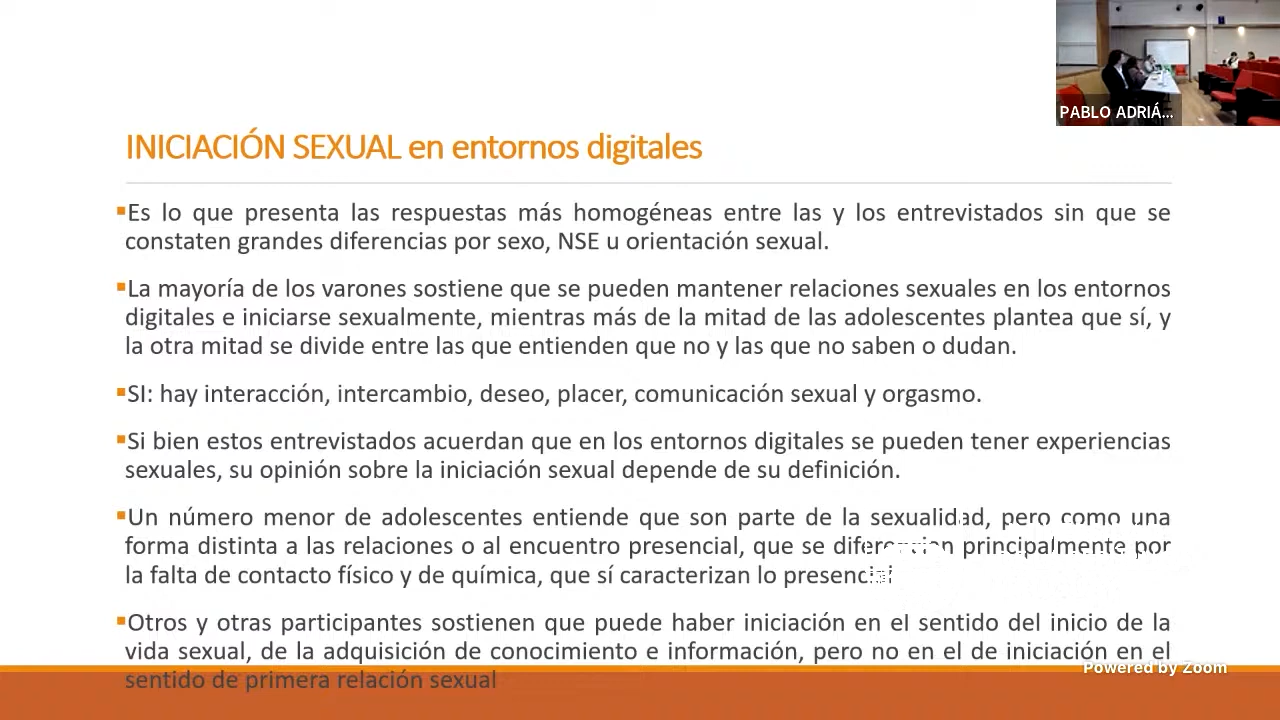 PABLO ADRIÁ...
INICIACIÓN SEXUAL en entornos digitales
▪Es lo que presenta las respuestas más homogéneas entre las y los entrevistados sin que se
constaten grandes diferencias por sexo, NSE u orientación sexual.
▪La mayoría de los varones sostiene que se pueden mantener relaciones sexuales en los entornos
digitales e iniciarse sexualmente, mientras más de la mitad de las adolescentes plantea que sí, y
la otra mitad se divide entre las que entienden que no y las que no saben o dudan.
▪SI: hay interacción, intercambio, deseo, placer, comunicación sexual y orgasmo.
▪Si bien estos entrevistados acuerdan que en los entornos digitales se pueden tener experiencias
sexuales, su opinión sobre la iniciación sexual depende de su definición.
▪Un número menor de adolescentes entiende que son parte de la sexualidad, pero como una
forma distinta a las relaciones o al encuentro presencial, que se diferencian principalmente por
la falta de contacto físico y de química, que sí caracterizan lo
▪Otros y otras participantes sostienen que puede haber iniciación en el sentido del inicio de la
vida sexual, de la adquisición de conocimiento e información, pero no en el de iniciación en el
sentido de primera relación sexual
Powered by Zoom